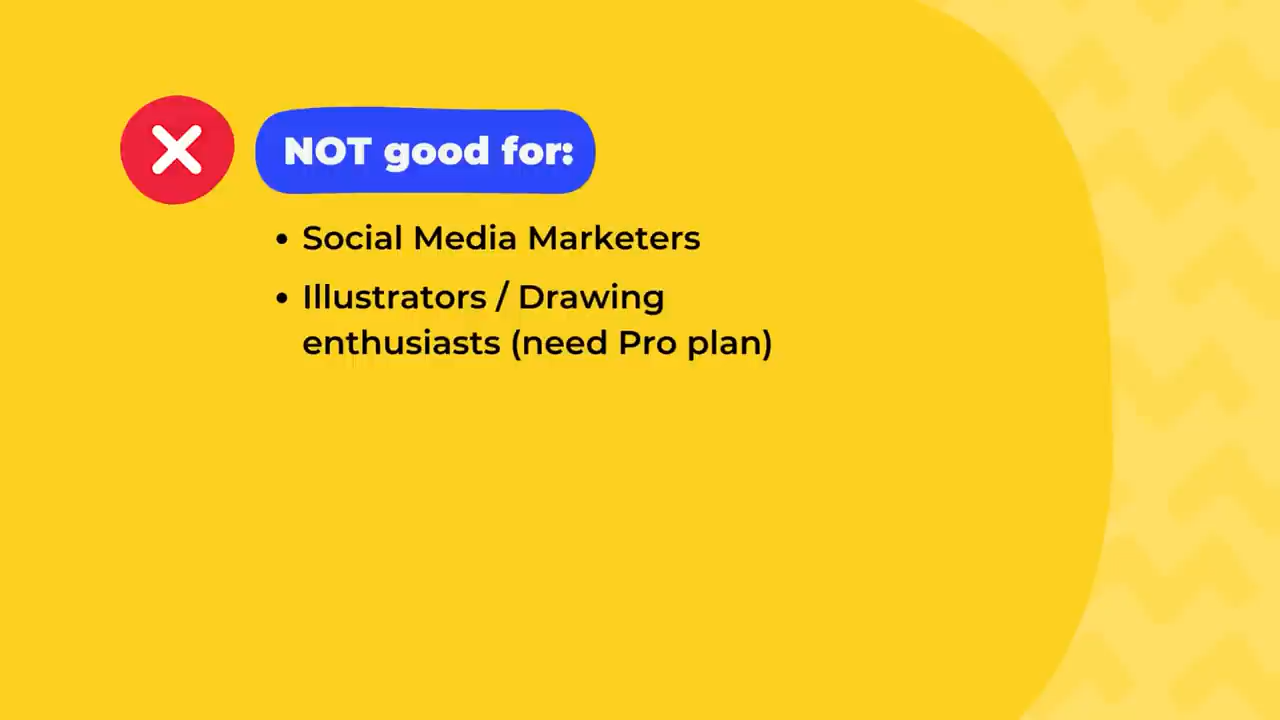 NOT good for:
• Social Media Marketers
• Illustrators / Drawing
enthusiasts (need Pro plan)